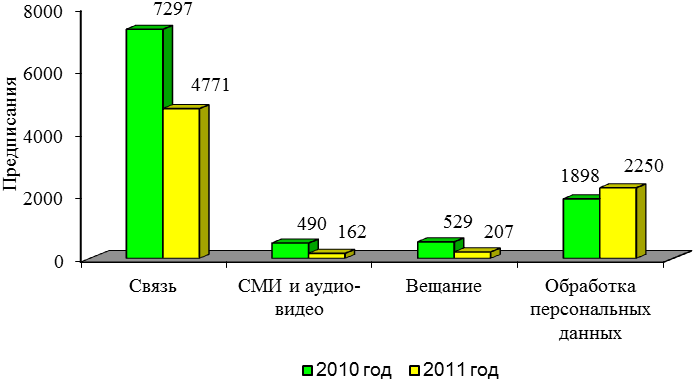 8000
6000
4000
2000
0
Предписания
7297
4771
490
162
529
207
1898
2250
Связь
СМИ и аудио-
видео
Вещание
Обработка
персональных
данных
2010 год
2011 год